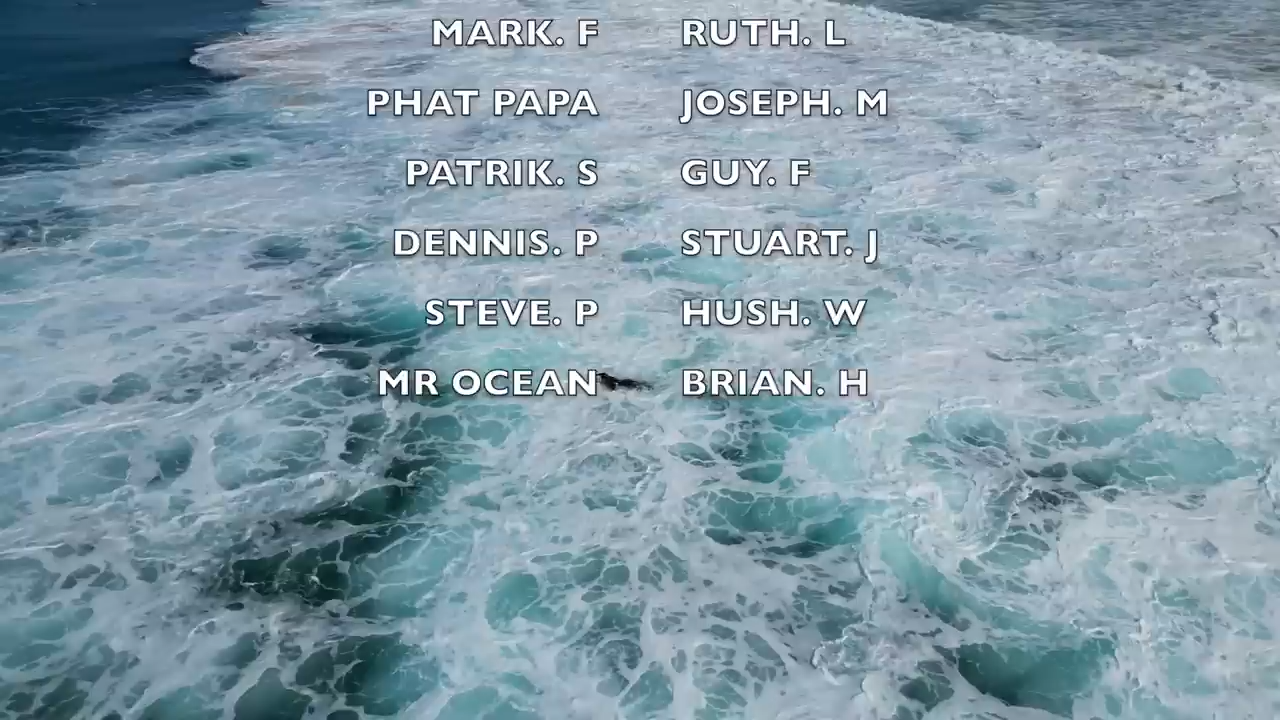 MARK. F RUTH. L
PHAT PAPA JOSEPH. M
PATRIK. S GUY. F
DENNIS. P STUART. J
STEVE. P HUSH. W
MR OCEAN BRIAN. H